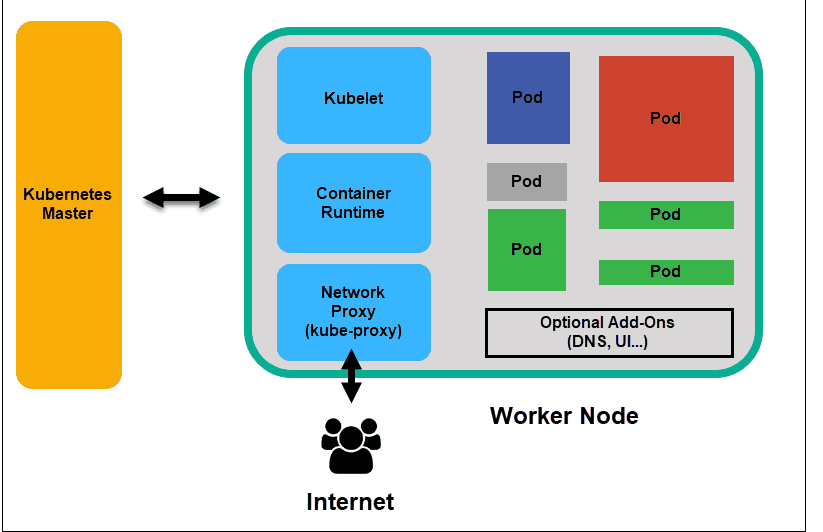 Kubernetes
Master
Kubelet
Container
Runtime
Network
Proxy
(kube-proxy)
Pod
Pod
Pod
Pod
Pod
Pod
Optional Add-Ons
(DNS, UI...)
Worker Node
Internet